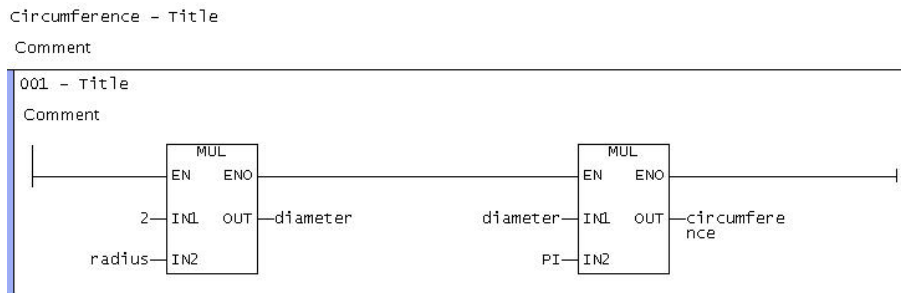 Circumference - Title
Comment
001 - Title
Comment
MUL MUL
EN ENO EN ENO
2 IN1 OUT diameter diameter IN1 OUT circumfere
nce
radius IN2 PI IN2